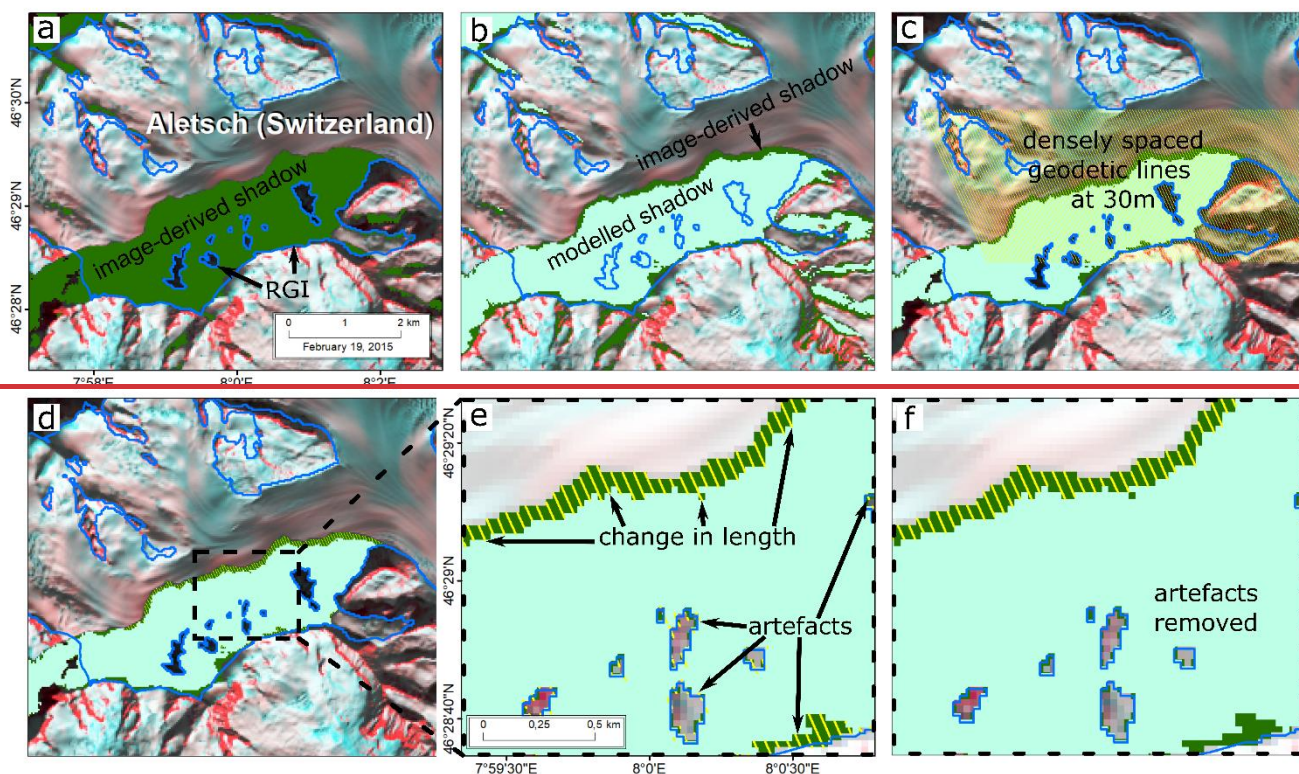 a
b
c
46°30'N
46°29'N
46°28'N
Aletsch (Switzerland)
image-derived shadow
RGI
0 1 2 km
February 19, 2015
7°58'E
8°0'E
8°2'E
image-derived shadow
modelled shadow
densely spaced
geodetic lines
at 30m
d
e
f
46°29'20"N
46°29'N
46°28'40"N
change in length
artefacts
0 0,25 0,5 km
7°59'30"E
8°0'E
8°0'30"E
artefacts
removed